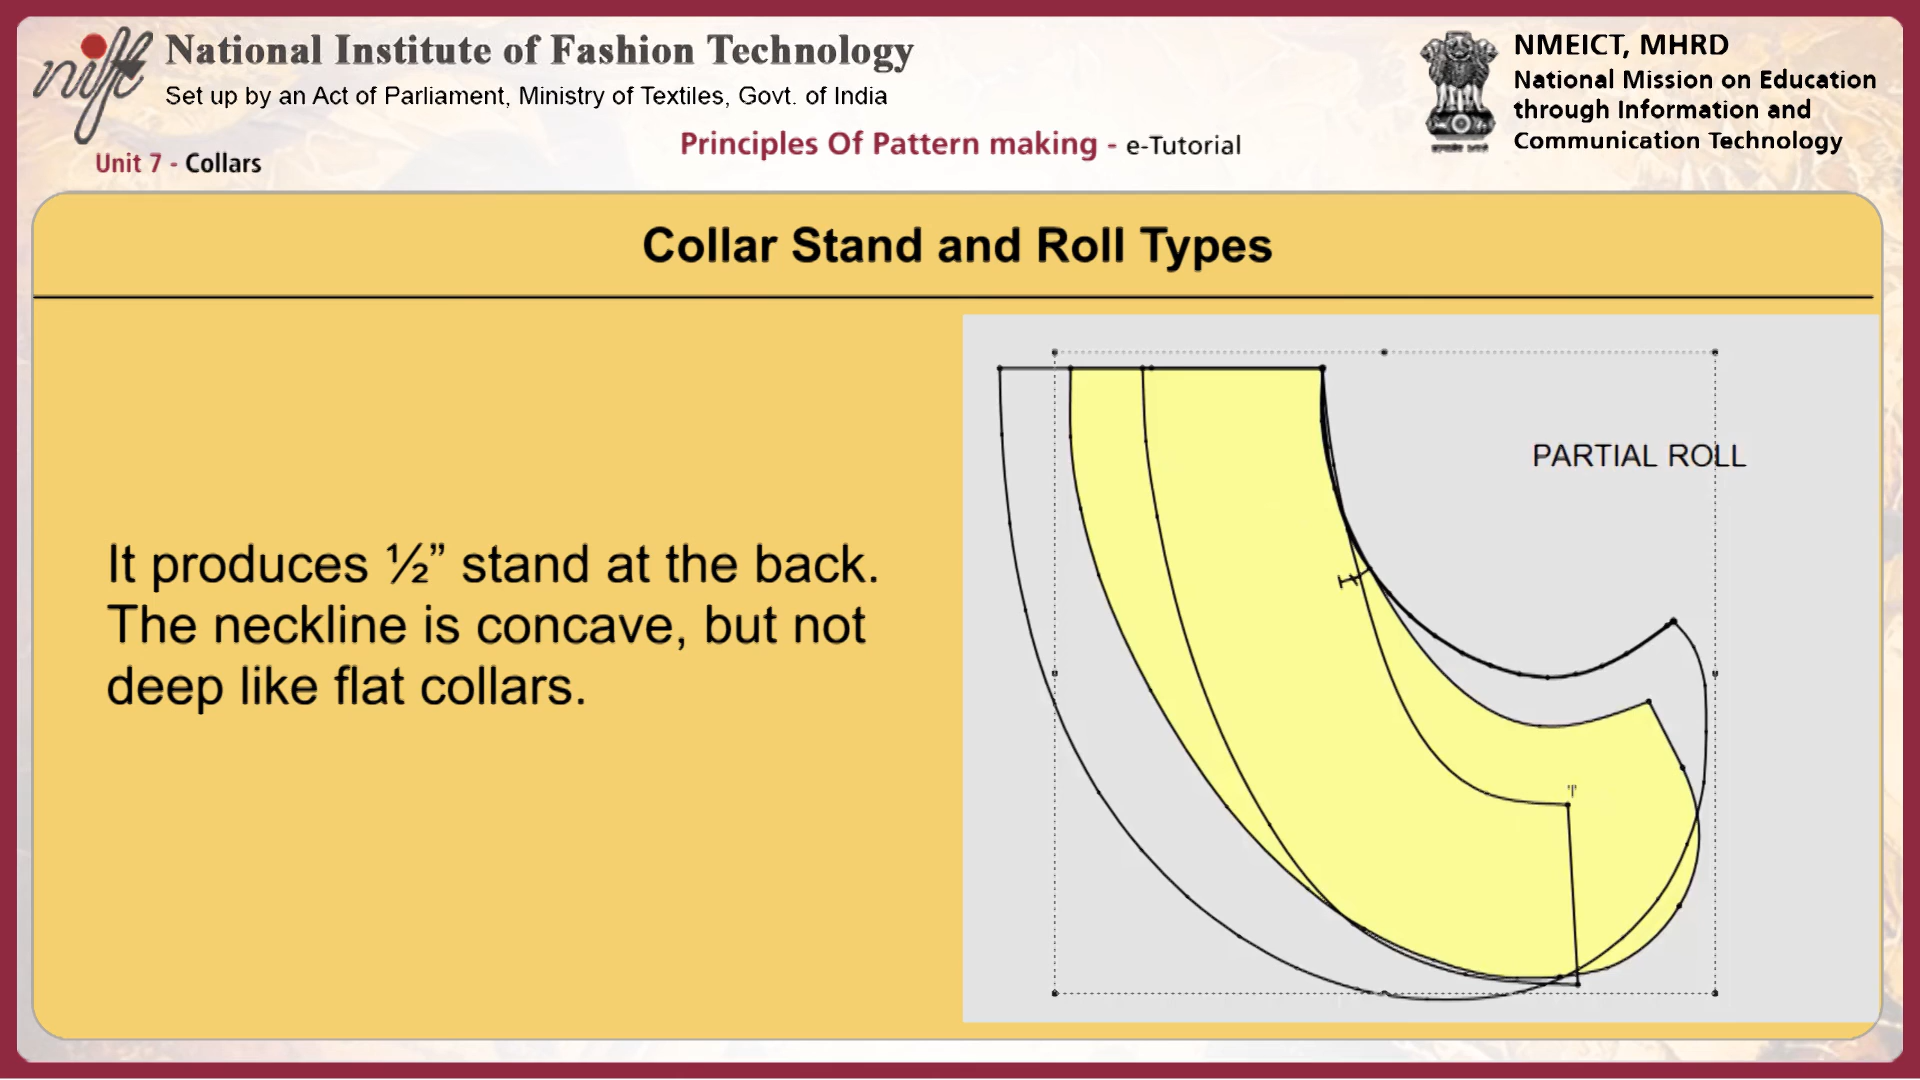 nift
National Institute of Fashion Technology
Set up by an Act of Parliament, Ministry of Textiles, Govt. of India
NMEICT, MHRD
National Mission on Education
through Information and
Communication Technology
Principles Of Pattern making - e-Tutorial
Unit 7 - Collars
Collar Stand and Roll Types
It produces ½” stand at the back.
The neckline is concave, but not
deep like flat collars.
PARTIAL ROLL